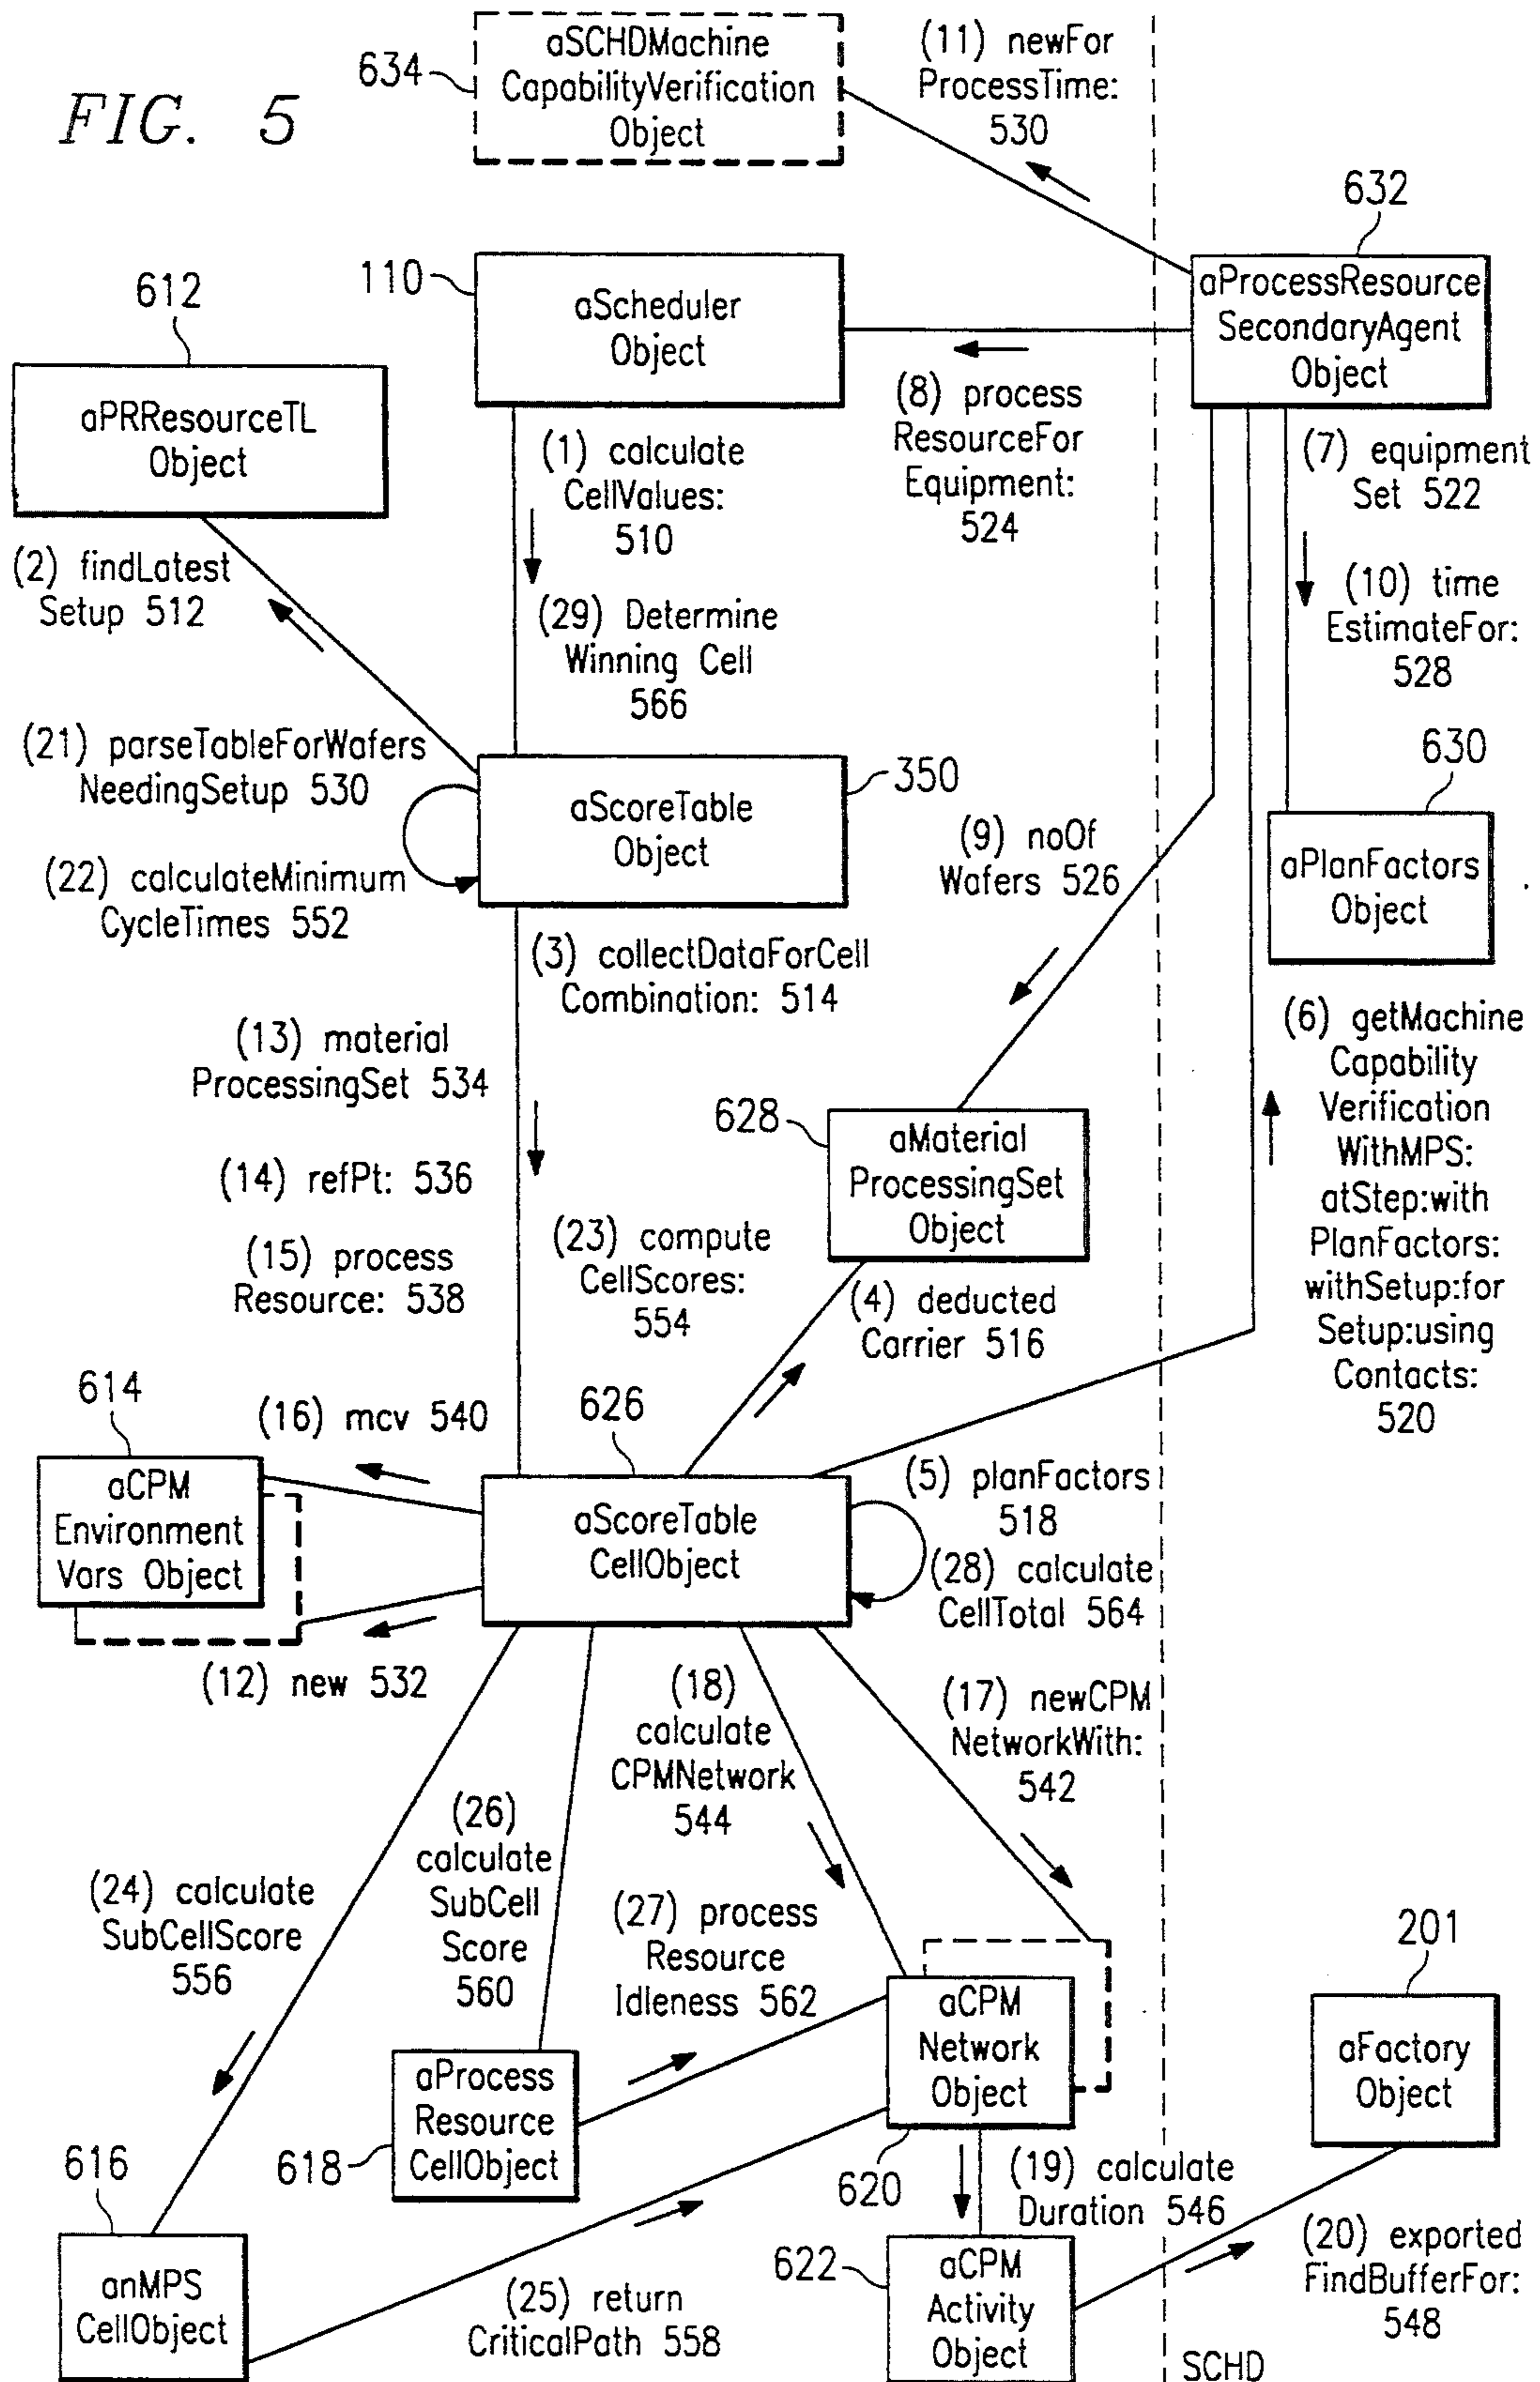 FIG. 5
634
aSCHDMachine
CapabilityVerification
Object
(11) newFor
ProcessTime:
530
632
aProcessResource
SecondaryAgent
Object
110
aScheduler
Object
612
aPRResourceTL
Object
(8) process
ResourceFor
Equipment:
524
(7) equipment
Set 522
(1) calculate
CellValues:
510
(2) findLatest
Setup 512
(10) time
EstimateFor:
528
(29) Determine
Winning Cell
566
(21) parseTableForWafers
NeedingSetup 530
630
350
aScoreTable
Object
(9) noOf
Wafers 526
aPlanFactors
Object
(22) calculateMinimum
CycleTimes 552
(3) collectDataForCell
Combination: 514
(13) material
ProcessingSet 534
(6) getMachine
Capability
Verification
WithMPS:
atStep:with
PlanFactors:
withSetup:for
Setup:using
Contacts:
520
628
aMaterial
ProcessingSet
Object
(14) refPt: 536
(23) compute
CellScores:
554
(15) process
Resource: 538
(4) deducted
Carrier 516
614
(16) mcv 540
626
aCPM
Environment
Vars Object
aScoreTable
CellObject
(5) planFactors
518
(28) calculate
CellTotal 564
(12) new 532
(18)
calculate
CPMNetwork
544
(17) newCPM
NetworkWith:
542
(26)
calculate
SubCell
Score
560
(24) calculate
SubCellScore
556
(27) process
Resource
Idleness 562
201
aCPM
Network
Object
aFactory
Object
aProcess
Resource
CellObject
618
616
620
(19) calculate
Duration 546
anMPS
CellObject
(25) return
CriticalPath 558
622
aCPM
Activity
Object
(20) exported
FindBufferFor:
548
SCHD